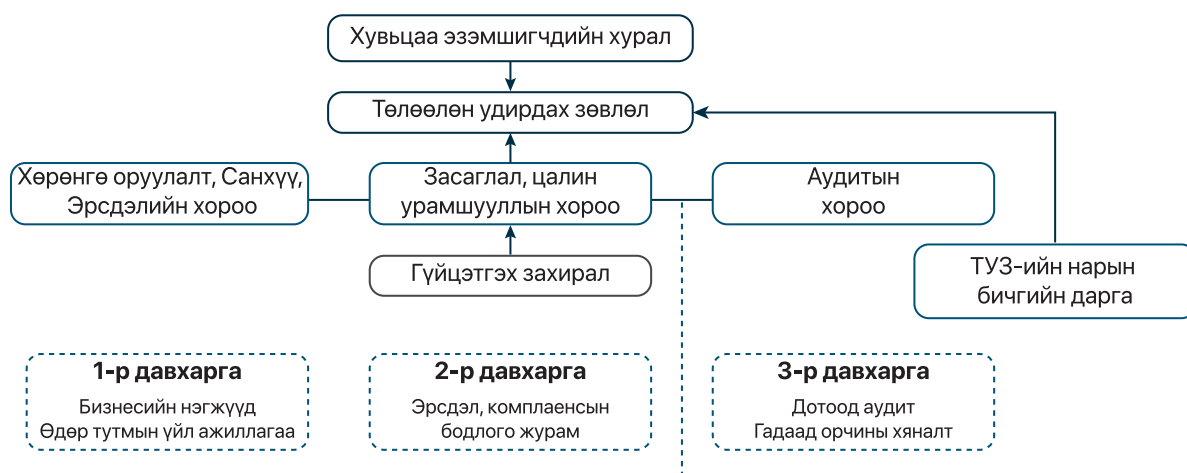 Хувьцаа эзэмшигчдийн хурал
Төлөөлөн удирдах зөвлөл
Хөрөнгө оруулалт, Санхүү,
Эрсдэлийн хороо
Засаглал, цалин
урамшууллын хороо
Аудитын
хороо
Гүйцэтгэх захирал
ТУЗ-ийн нарын
бичгийн дарга
1-р давхарга
Бизнесийн нэгжүүд
Өдөр тутмын үйл ажиллагаа
2-р давхарга
Эрсдэл, комплаенсын
бодлого журам
3-р давхарга
Дотоод аудит
Гадаад орчины хяналт